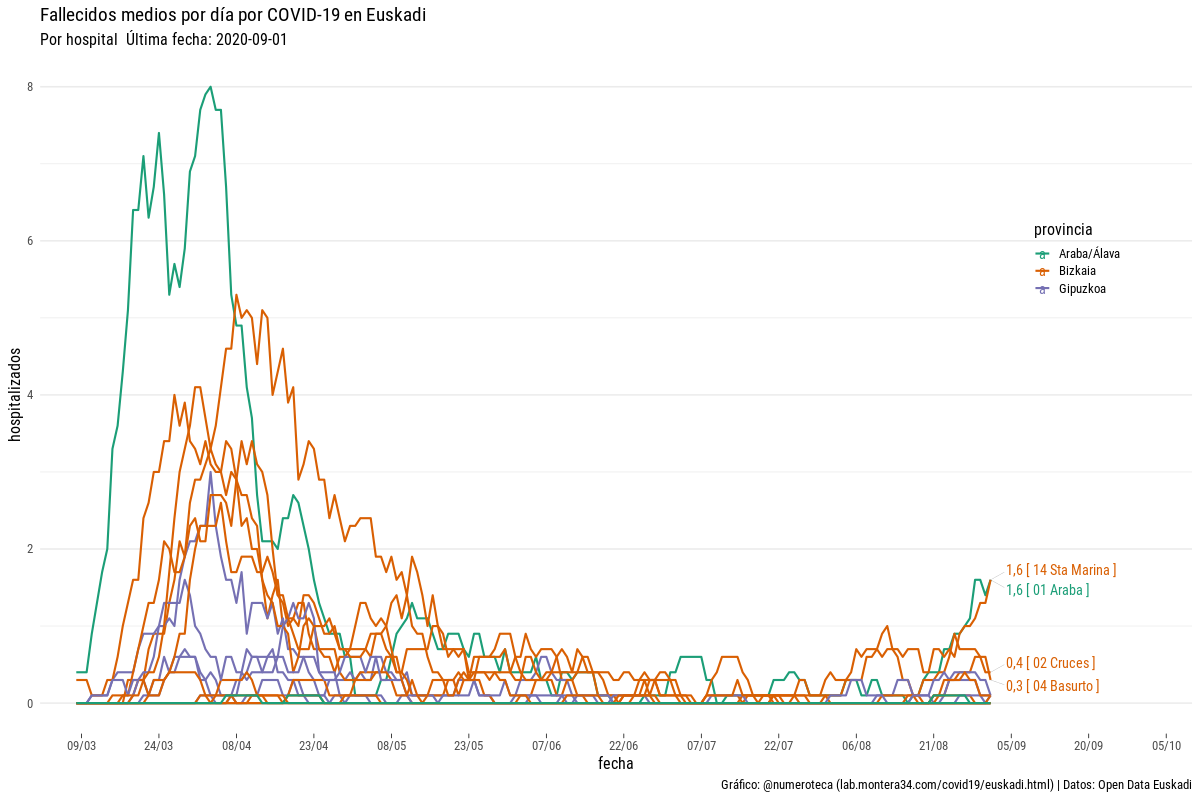 Fallecidos medios por día por COVID-19 en Euskadi
Por hospital  Última fecha: 2020-09-01
8
6
4
2
0
hospitalizados
provincia
a Araba/Álava
a Bizkaia
a Gipuzkoa
1,6 [ 14 Sta Marina ]
1,6 [ 01 Araba ]
0,4 [ 02 Cruces ]
0,3 [ 04 Basurto ]
09/03 24/03 08/04 23/04 08/05 23/05 07/06 22/06 07/07 22/07 06/08 21/08 05/09 20/09 05/10
fecha
Gráfico: @numeroteca (lab.montera34.com/covid19/euskadi.html) | Datos: Open Data Euskadi